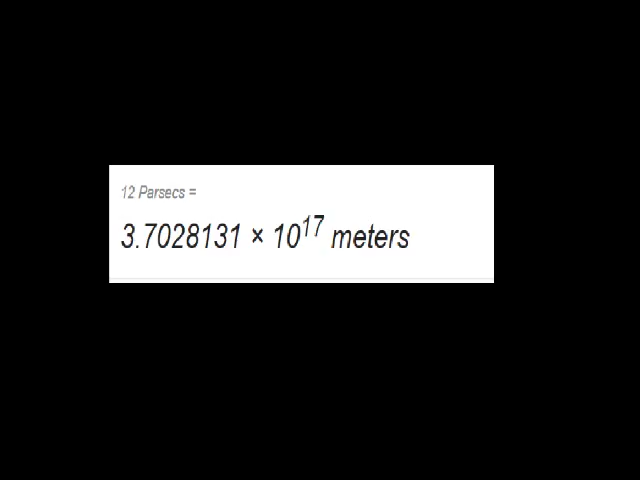 12 Parsecs =
3.7028131 × 10¹⁷ meters